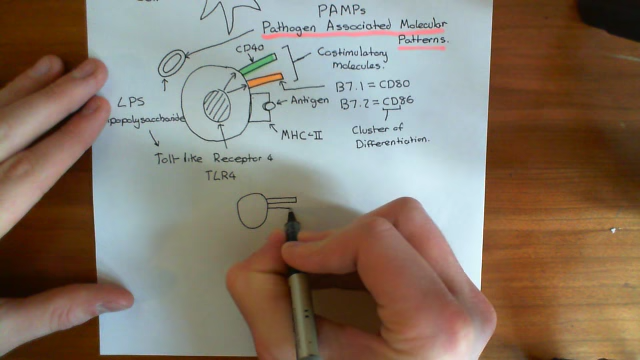 PAMPs
Pathogen Associated Molecular
Patterns.
CD40
Costimulatory
molecules.
B7.1 = CD80
B7.2 = CD86
Antigen
Cluster of
Differentiation.
MHC-II
LPS
Toll-like Receptor 4
TLR4